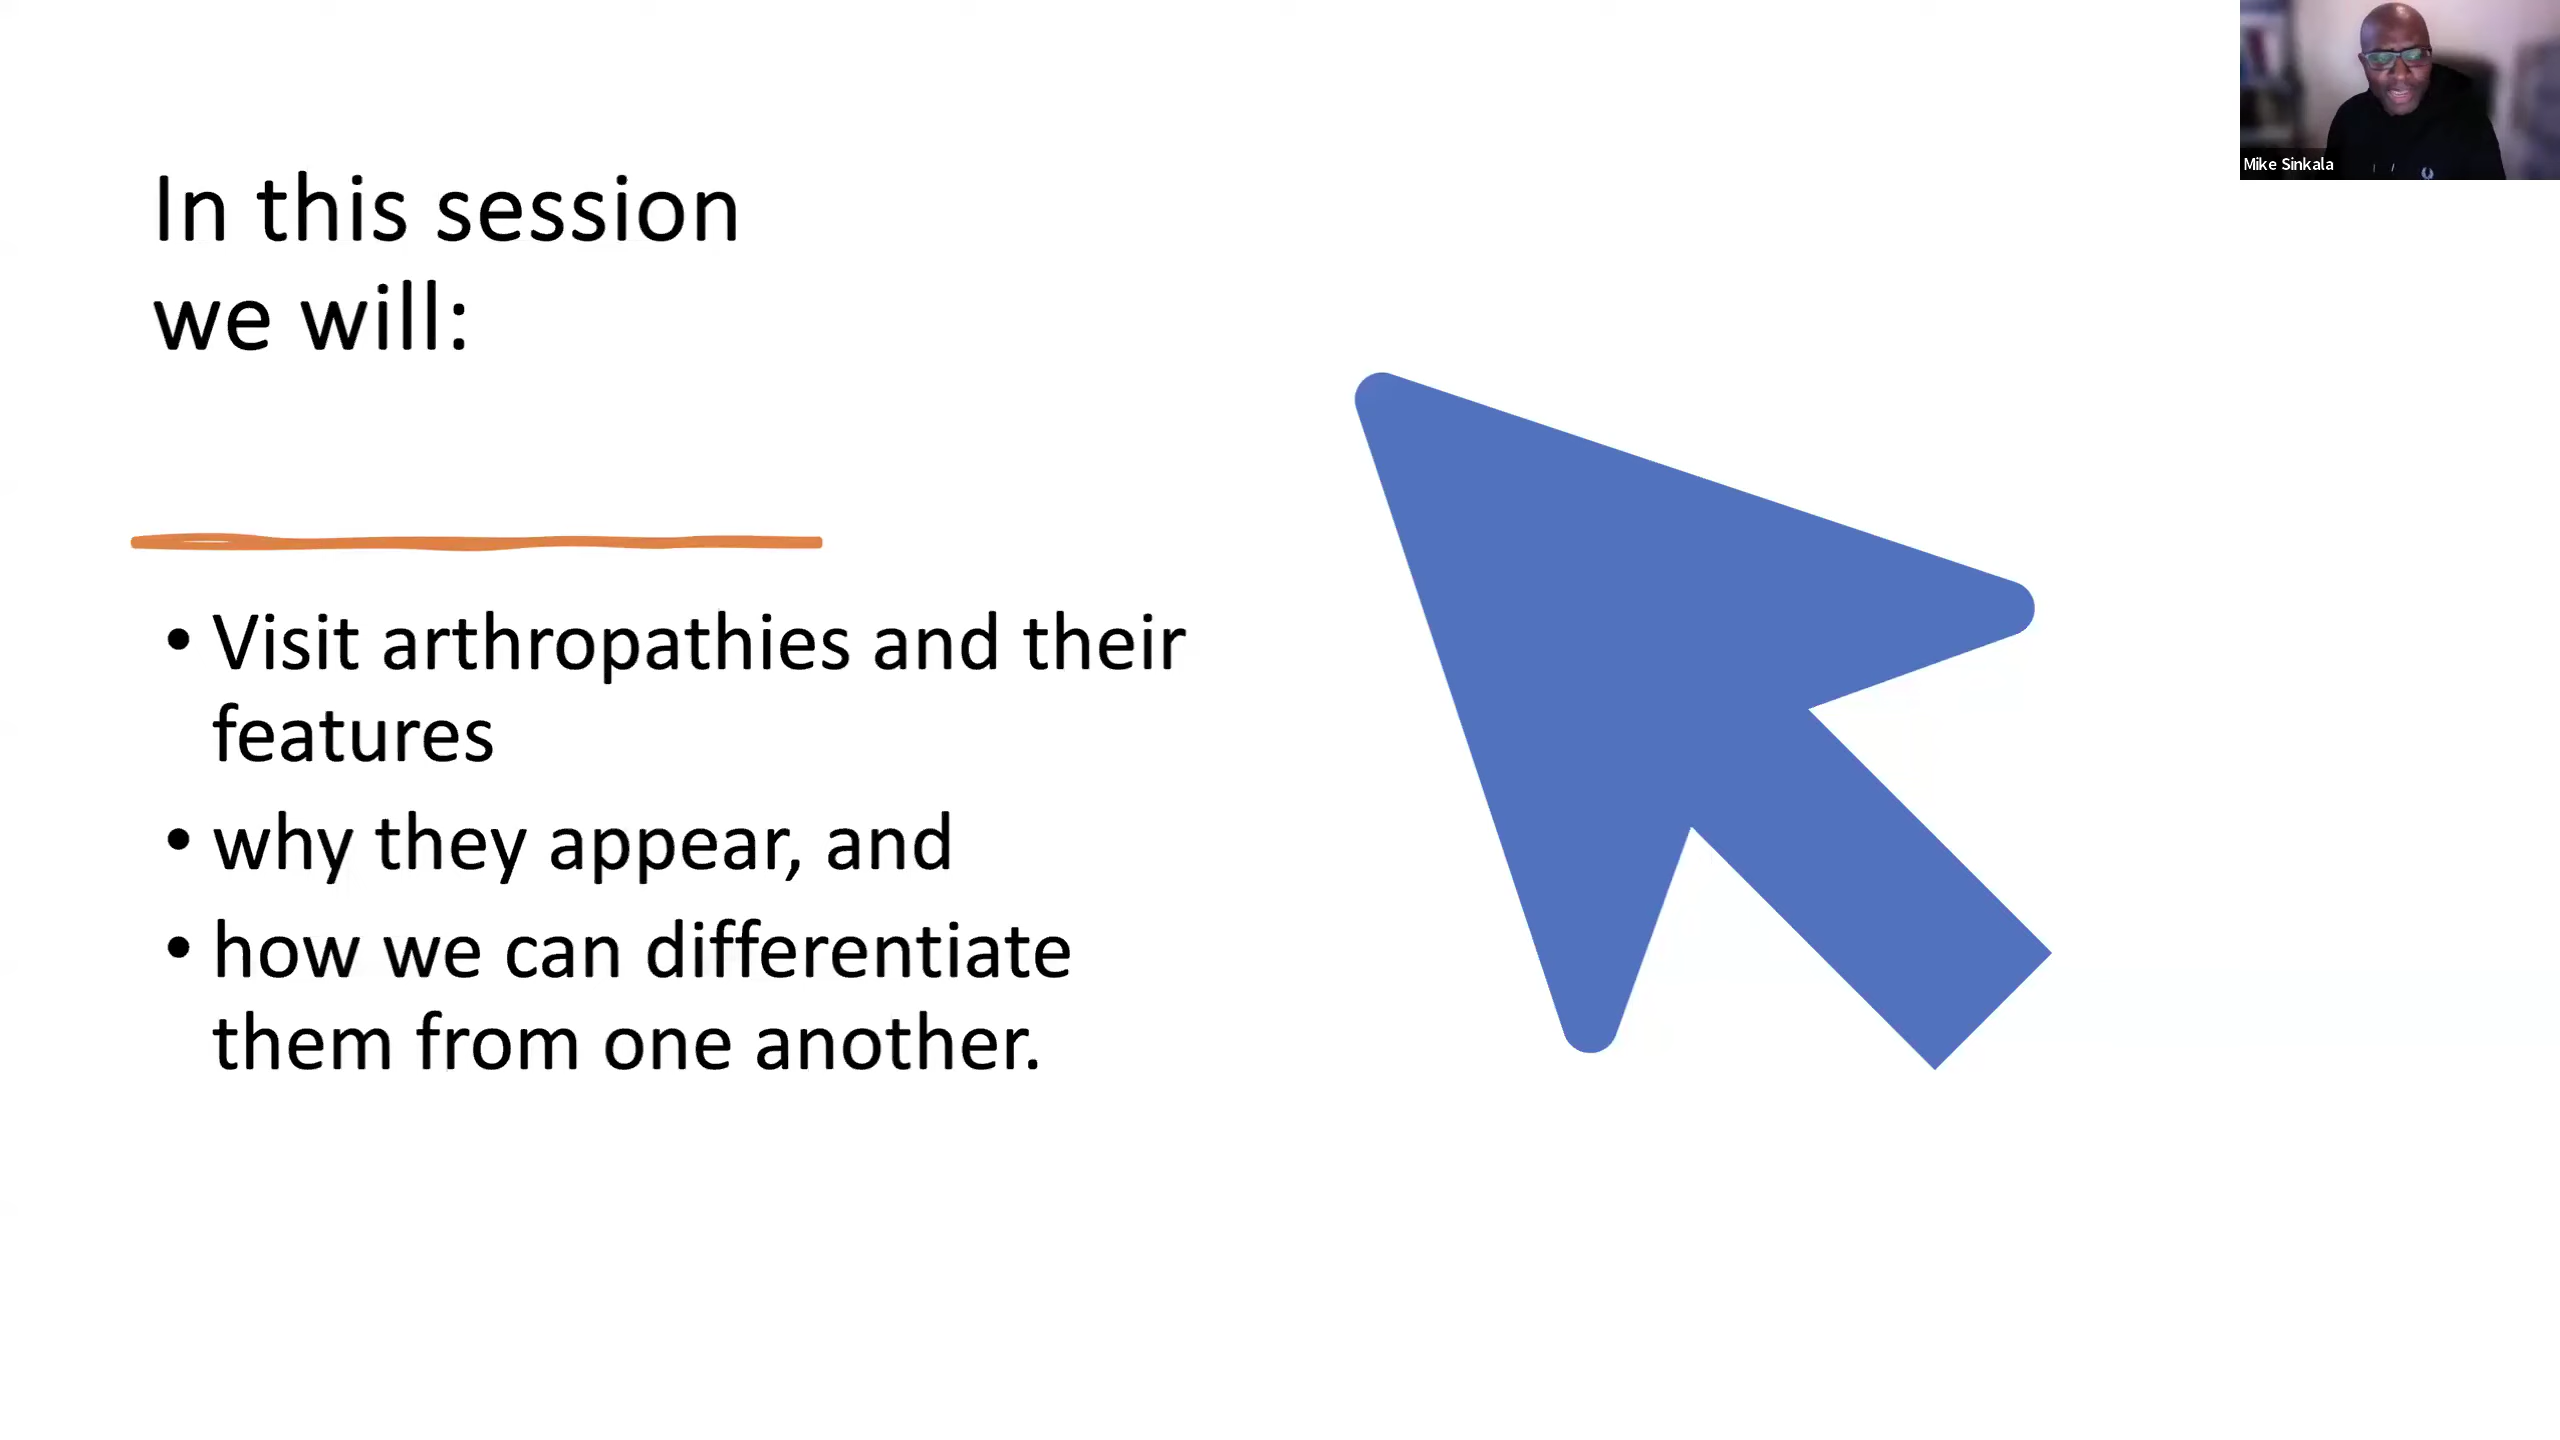 In this session
we will:
• Visit arthropathies and their
features
• why they appear, and
• how we can differentiate
them from one another.
Mike Sinkala